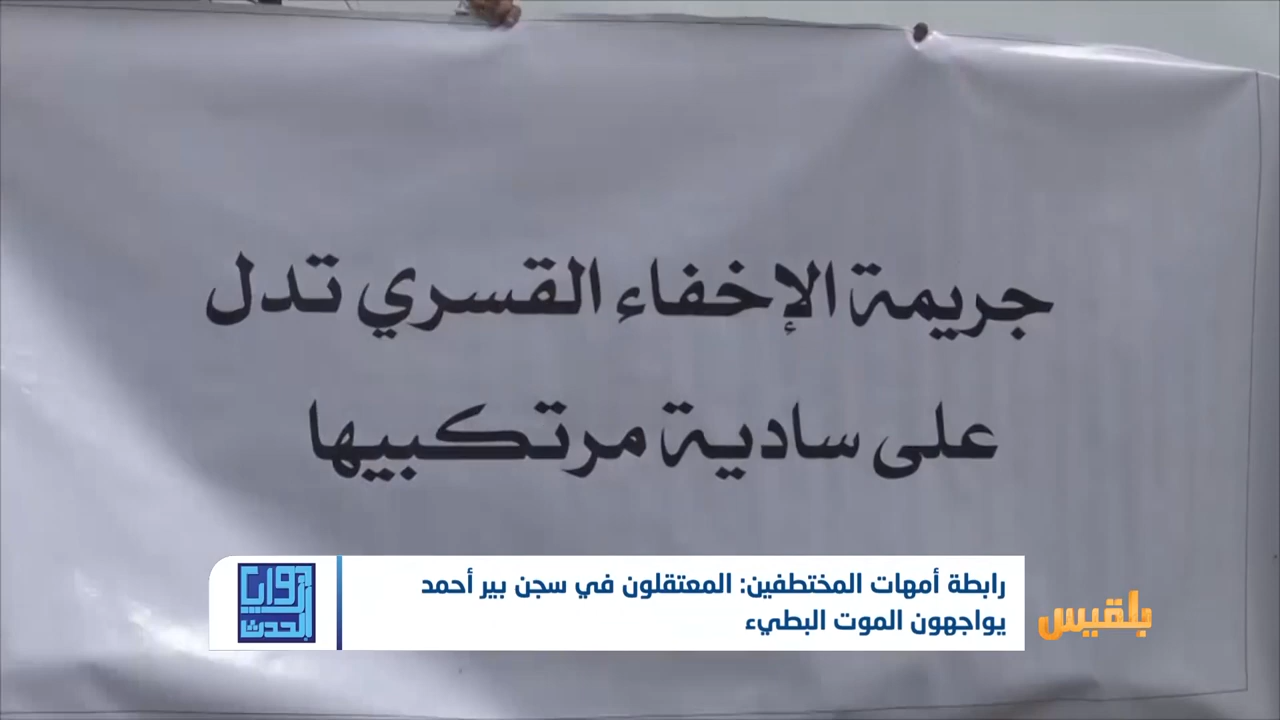 جريمة الإخفاء القسري تدل
على سادية مرتكبيها
رابطة أمهات المختطفين: المعتقلون في سجن بير أحمد
يواجهون الموت البطيء
بلقيس
زوايا الحدث